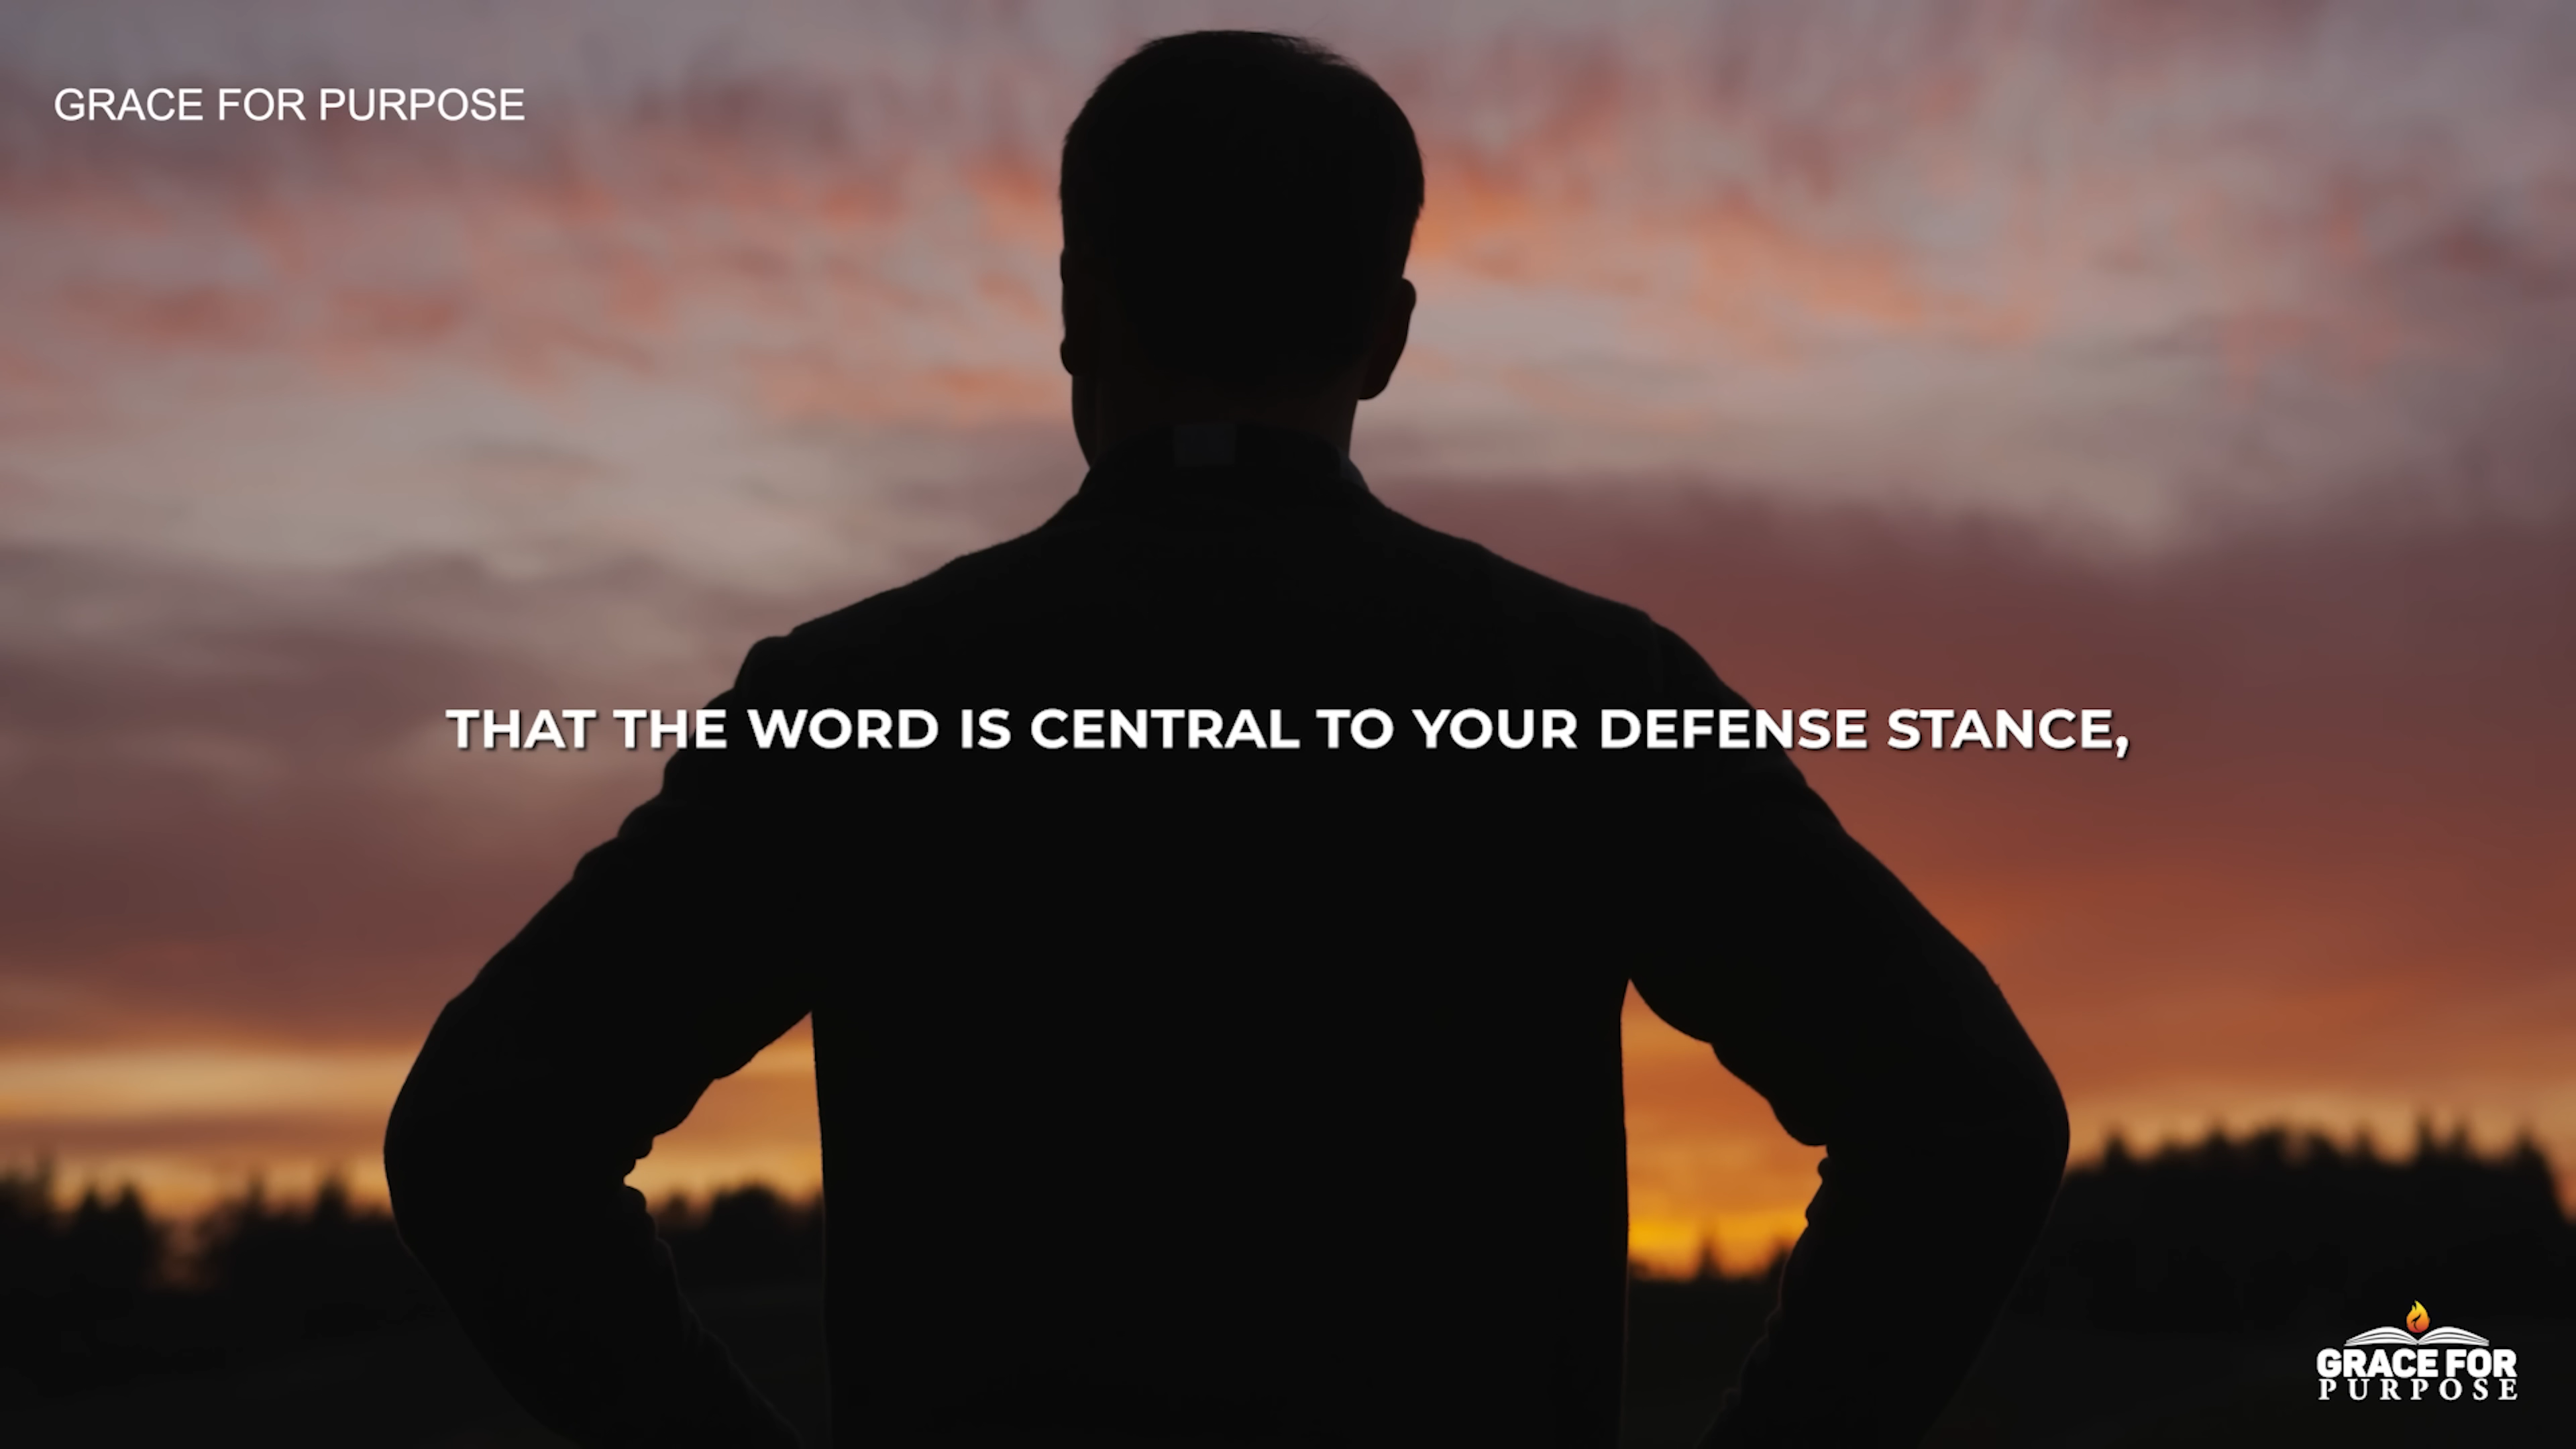 GRACE FOR PURPOSE
THAT THE WORD IS CENTRAL TO YOUR DEFENSE STANCE,
GRACE FOR
PURPOSE